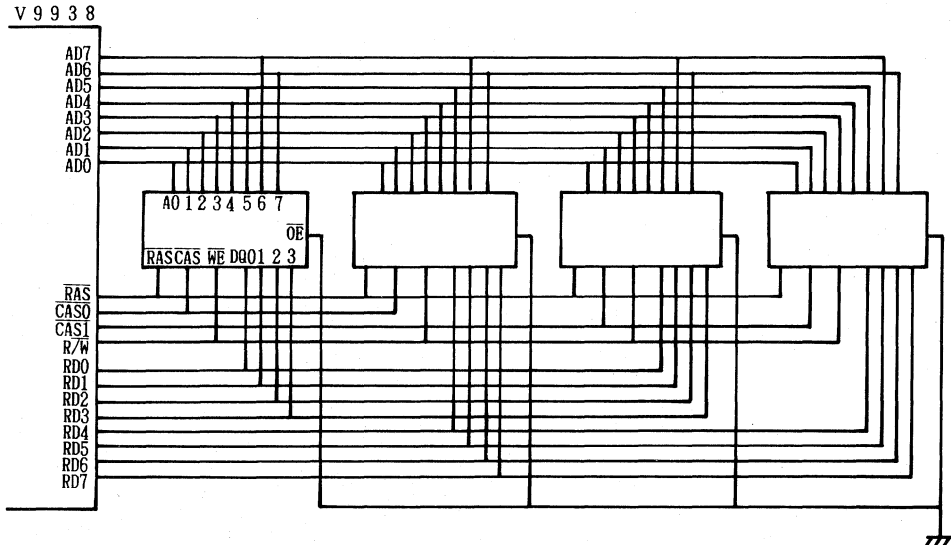 V9938
AD7
AD6
AD5
AD4
AD3
AD2
AD1
AD0
A0 1 2 3 4 5 6 7
OE
RAS CAS WE DQ0 1 2 3
RAS
CAS0
CAS1
R/W
RD0
RD1
RD2
RD3
RD4
RD5
RD6
RD7